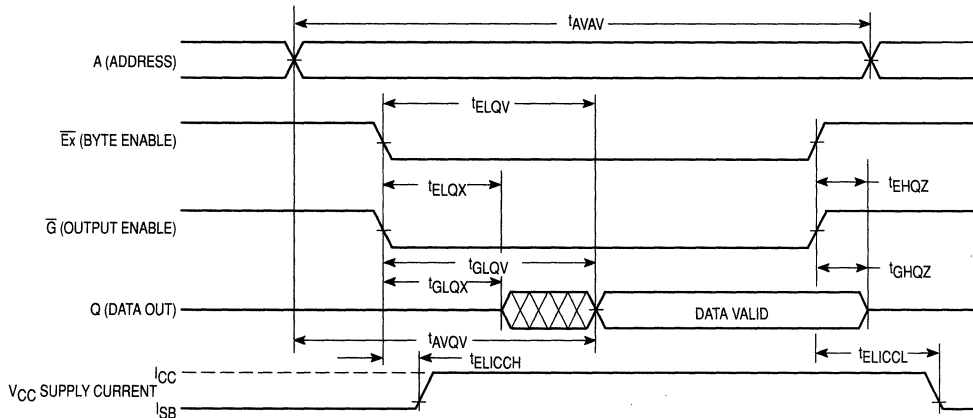 tAVAV
A (ADDRESS)
tELQV
Ex (BYTE ENABLE)
tELQX
tEHQZ
G (OUTPUT ENABLE)
tGLQV
tGHQZ
tGLQX
Q (DATA OUT)
DATA VALID
tAVQV
tELICCH
tELICCL
ICC
VCC SUPPLY CURRENT
ISB